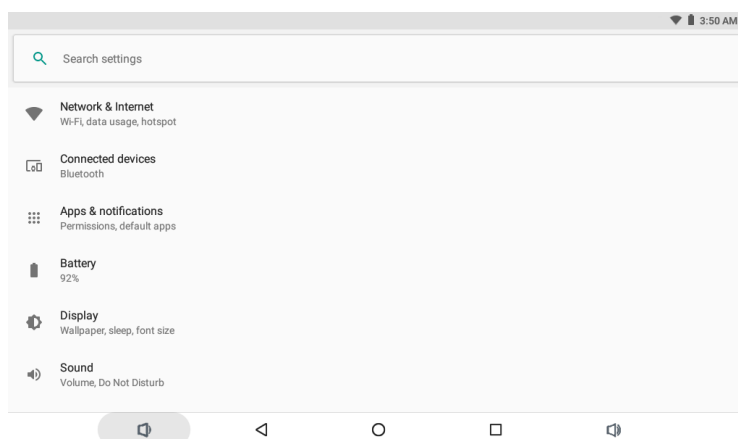 3:50 AM
Search settings
Network & Internet
Wi-Fi, data usage, hotspot
Connected devices
Bluetooth
Apps & notifications
Permissions, default apps
Battery
92%
Display
Wallpaper, sleep, font size
Sound
Volume, Do Not Disturb